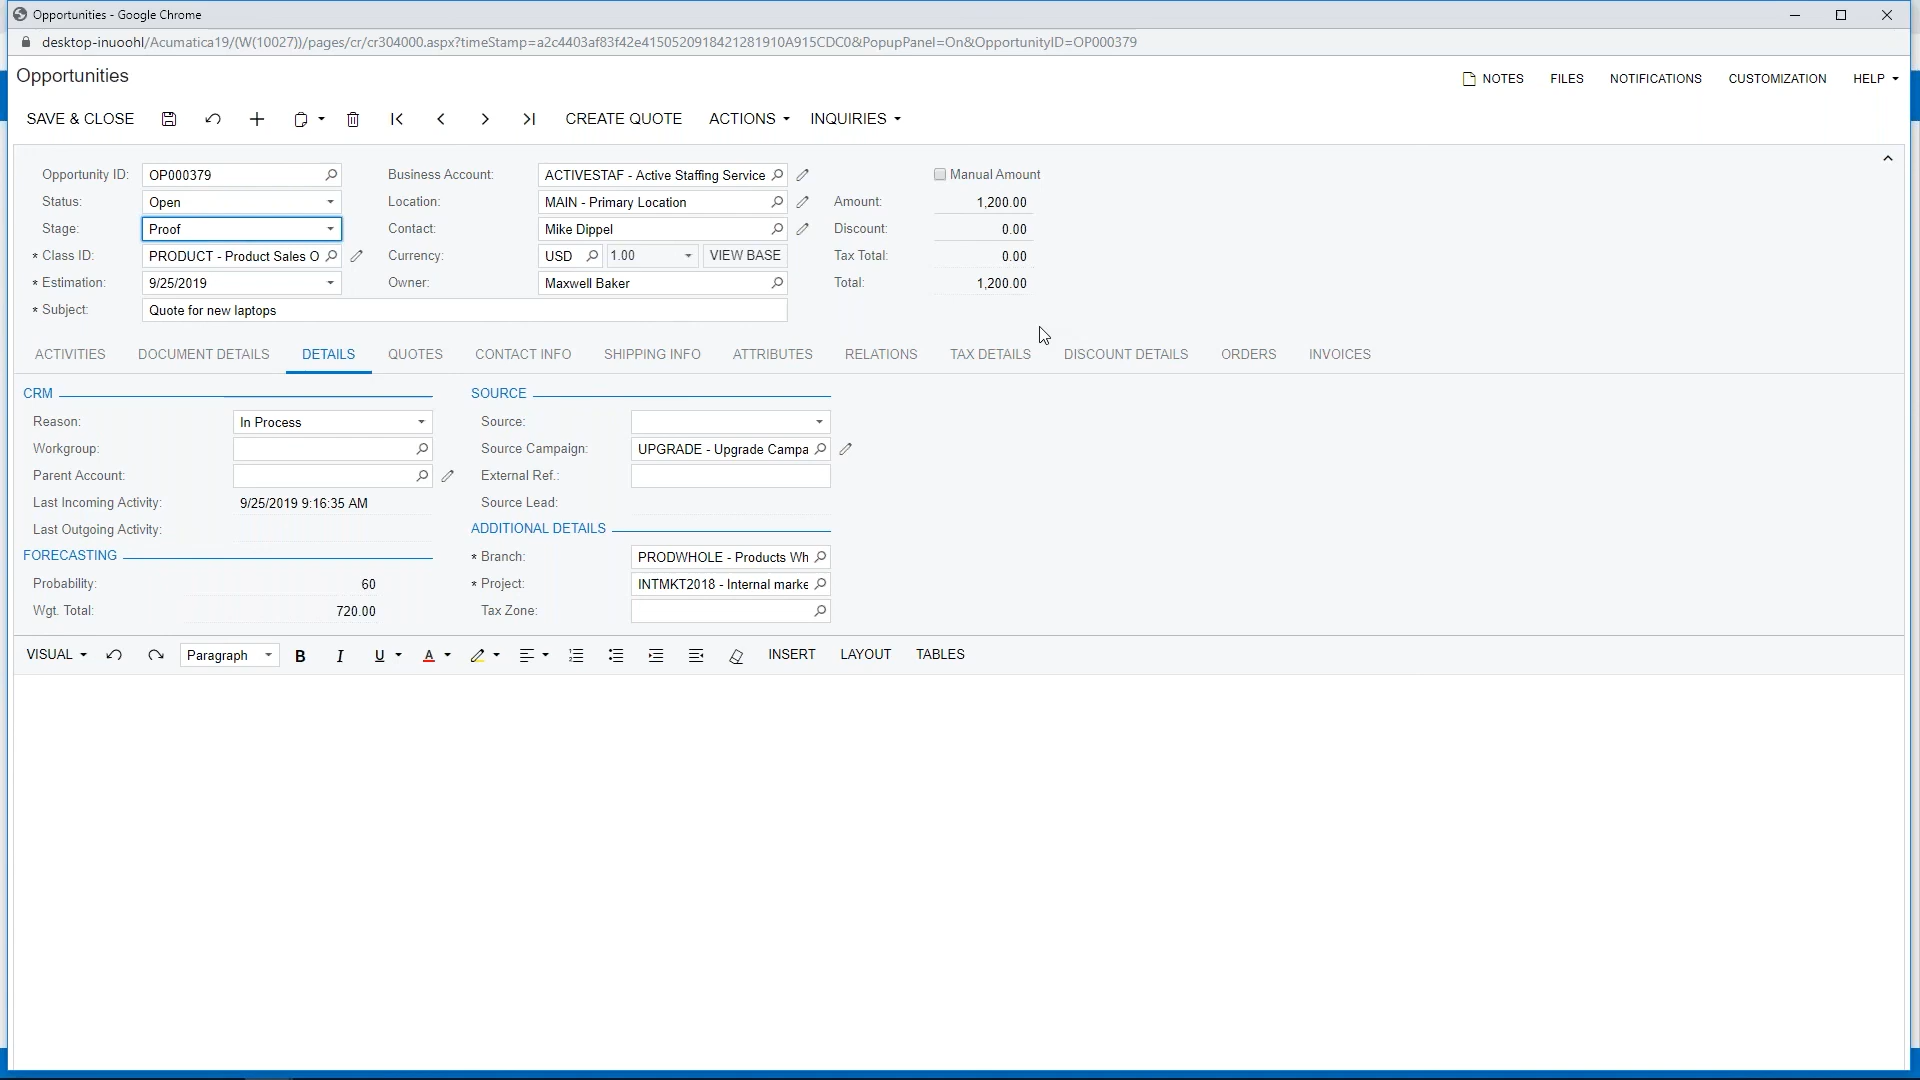 Opportunities - Google Chrome
desktop-inuoohl/Acumatica19/(W(10027))/pages/cr/cr304000.aspx?timeStamp=a2c4403af83f42e4150520918421281910A915CDC0&PopupPanel=On&OpportunityID=OP000379
Opportunities
NOTES FILES NOTIFICATIONS CUSTOMIZATION HELP
SAVE & CLOSE CREATE QUOTE ACTIONS INQUIRIES
Opportunity ID: OP000379 Business Account: ACTIVESTAF - Active Staffing Service Manual Amount
Status: Open Location: MAIN - Primary Location Amount: 1,200.00
Stage: Proof Contact: Mike Dippel Discount: 0.00
* Class ID: PRODUCT - Product Sales O Currency: USD 1.00 VIEW BASE Tax Total: 0.00
* Estimation: 9/25/2019 Owner: Maxwell Baker Total: 1,200.00
* Subject: Quote for new laptops
ACTIVITIES DOCUMENT DETAILS DETAILS QUOTES CONTACT INFO SHIPPING INFO ATTRIBUTES RELATIONS TAX DETAILS DISCOUNT DETAILS ORDERS INVOICES
CRM SOURCE
Reason: In Process Source:
Workgroup: Source Campaign: UPGRADE - Upgrade Campa
Parent Account: External Ref.:
Last Incoming Activity: 9/25/2019 9:16:35 AM Source Lead:
Last Outgoing Activity: ADDITIONAL DETAILS
FORECASTING * Branch: PRODWHOLE - Products Wh
Probability: 60 * Project: INTMKT2018 - Internal marke
Wgt. Total: 720.00 Tax Zone:
VISUAL Paragraph B I U A INSERT LAYOUT TABLES